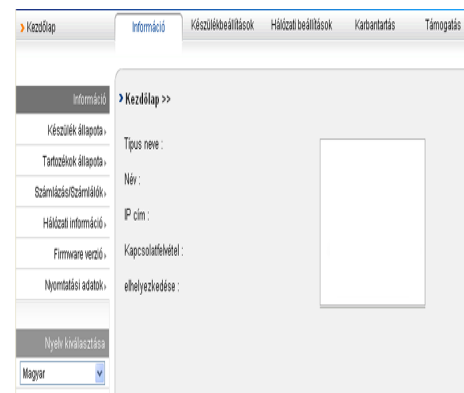 Kezdőlap
Információ
Készülékbeállítások
Hálózati beállítások
Karbantartás
Támogatás
Információ
Készülék állapota
Tartozékok állapota
Számlázás/Számlálók
Hálózati információ
Firmware verzió
Nyomtatási adatok
Nyelv kiválasztása
Magyar
Kezdőlap >>
Típus neve :
Név :
IP cím :
Kapcsolatfelvétel :
elhelyezkedése :